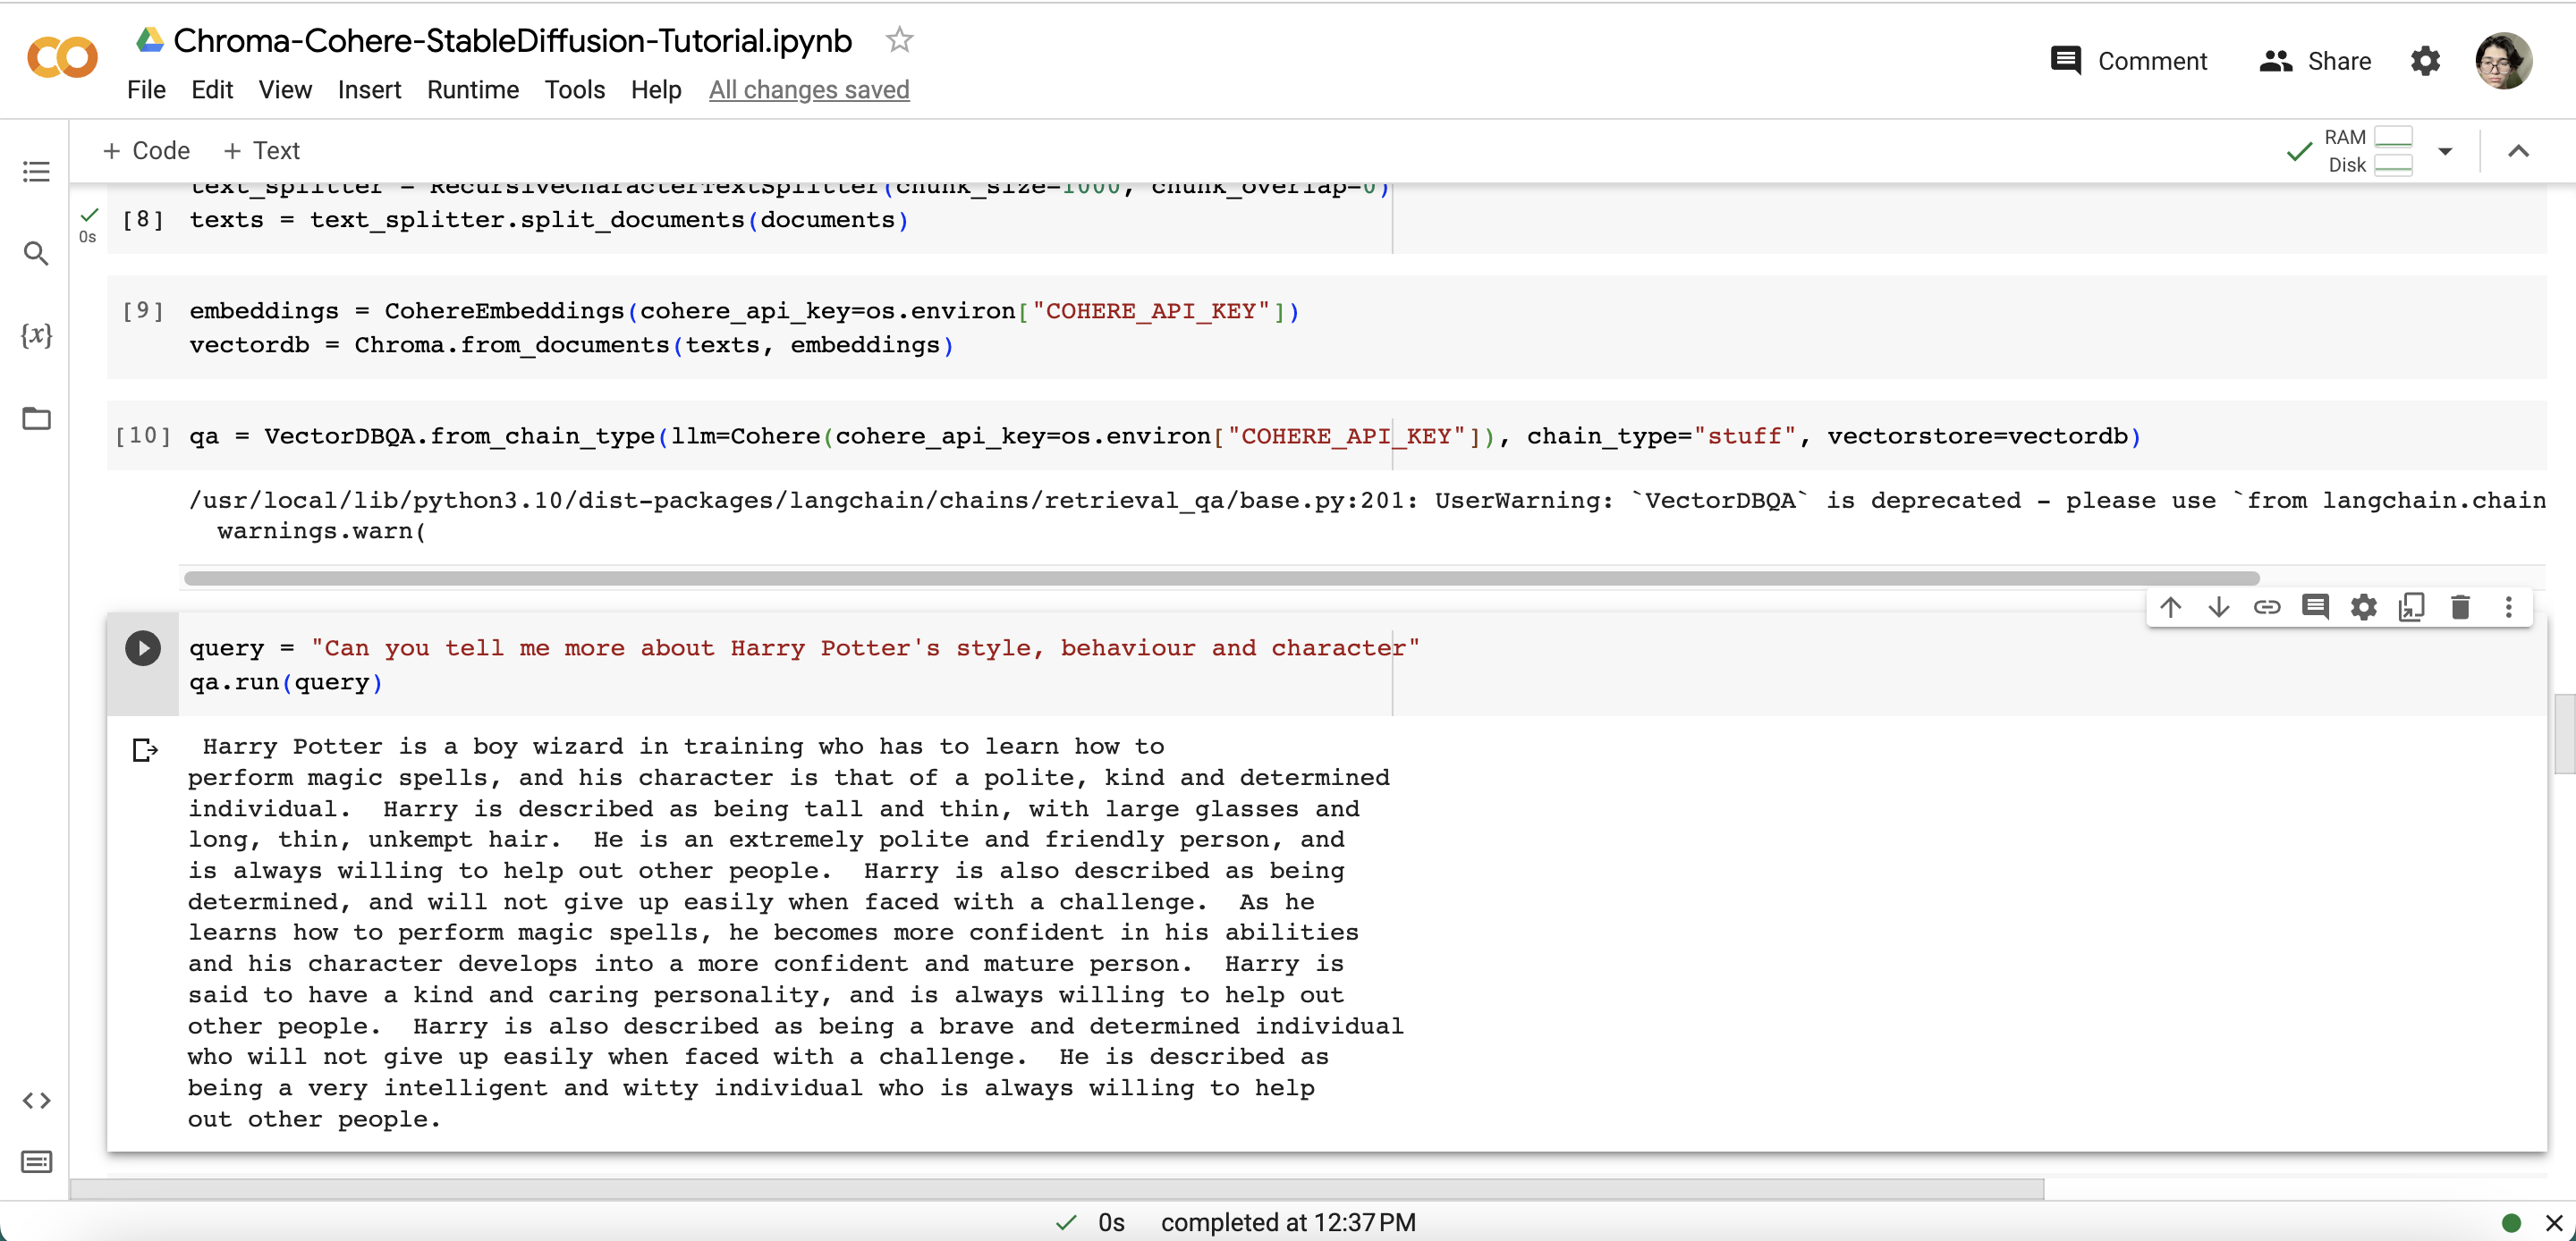 Chroma-Cohere-StableDiffusion-Tutorial.ipynb
Comment
Share
File Edit View Insert Runtime Tools Help All changes saved
+ Code + Text
RAM
Disk
text_splitter = RecursiveCharacterTextSplitter(chunk_size=1000, chunk_overlap=0)
[8] texts = text_splitter.split_documents(documents)
0s
[9] embeddings = CohereEmbeddings(cohere_api_key=os.environ["COHERE_API_KEY"])
vectordb = Chroma.from_documents(texts, embeddings)
{x}
[10] qa = VectorDBQA.from_chain_type(llm=Cohere(cohere_api_key=os.environ["COHERE_API_KEY"]), chain_type="stuff", vectorstore=vectordb)
/usr/local/lib/python3.10/dist-packages/langchain/chains/retrieval_qa/base.py:201: UserWarning: `VectorDBQA` is deprecated - please use `from langchain.chain
warnings.warn(
query = "Can you tell me more about Harry Potter's style, behaviour and character"
qa.run(query)
Harry Potter is a boy wizard in training who has to learn how to
perform magic spells, and his character is that of a polite, kind and determined
individual.  Harry is described as being tall and thin, with large glasses and
long, thin, unkempt hair.  He is an extremely polite and friendly person, and
is always willing to help out other people.  Harry is also described as being
determined, and will not give up easily when faced with a challenge.  As he
learns how to perform magic spells, he becomes more confident in his abilities
and his character develops into a more confident and mature person.  Harry is
said to have a kind and caring personality, and is always willing to help out
other people.  Harry is also described as being a brave and determined individual
who will not give up easily when faced with a challenge.  He is described as
being a very intelligent and witty individual who is always willing to help
out other people.
0s completed at 12:37 PM